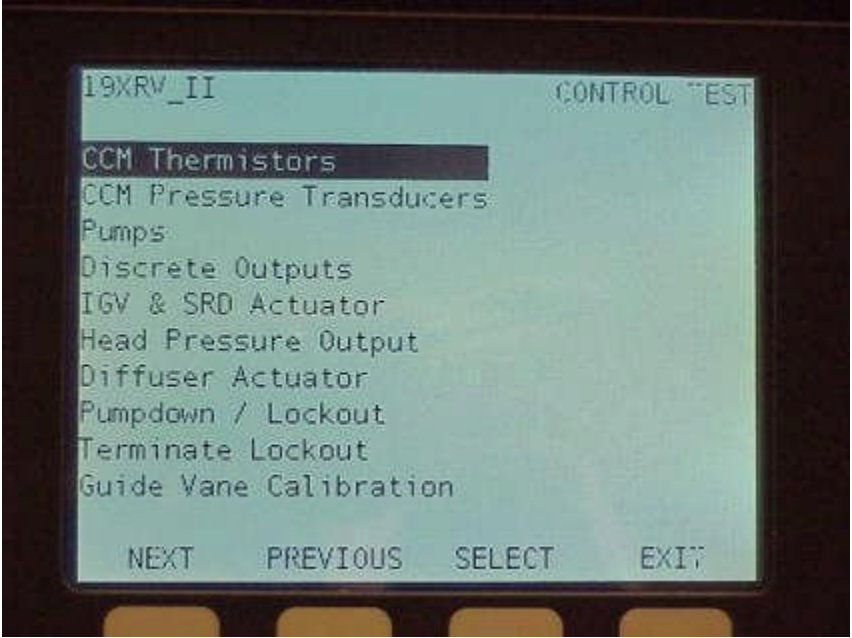 19XRV_II CONTROL TEST
CCM Thermistors
CCM Pressure Transducers
Pumps
Discrete Outputs
IGV & SRD Actuator
Head Pressure Output
Diffuser Actuator
Pumpdown / Lockout
Terminate Lockout
Guide Vane Calibration
NEXT PREVIOUS SELECT EXIT